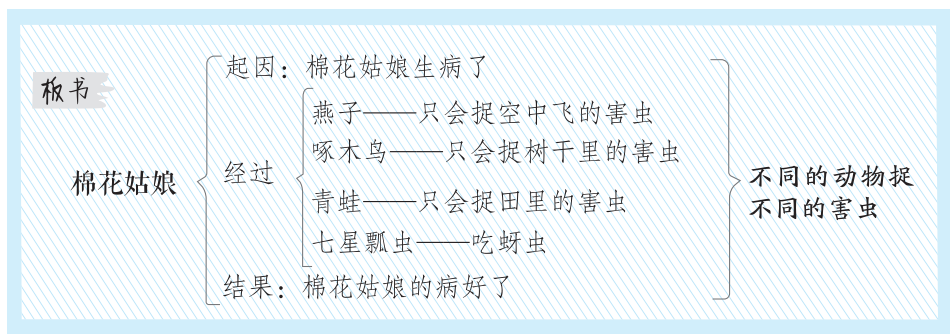 板书
棉花姑娘
起因：棉花姑娘生病了
经过
燕子——只会捉空中飞的害虫
啄木鸟——只会捉树干里的害虫
青蛙——只会捉田里的害虫
七星瓢虫——吃蚜虫
结果：棉花姑娘的病好了
不同的动物捉
不同的害虫